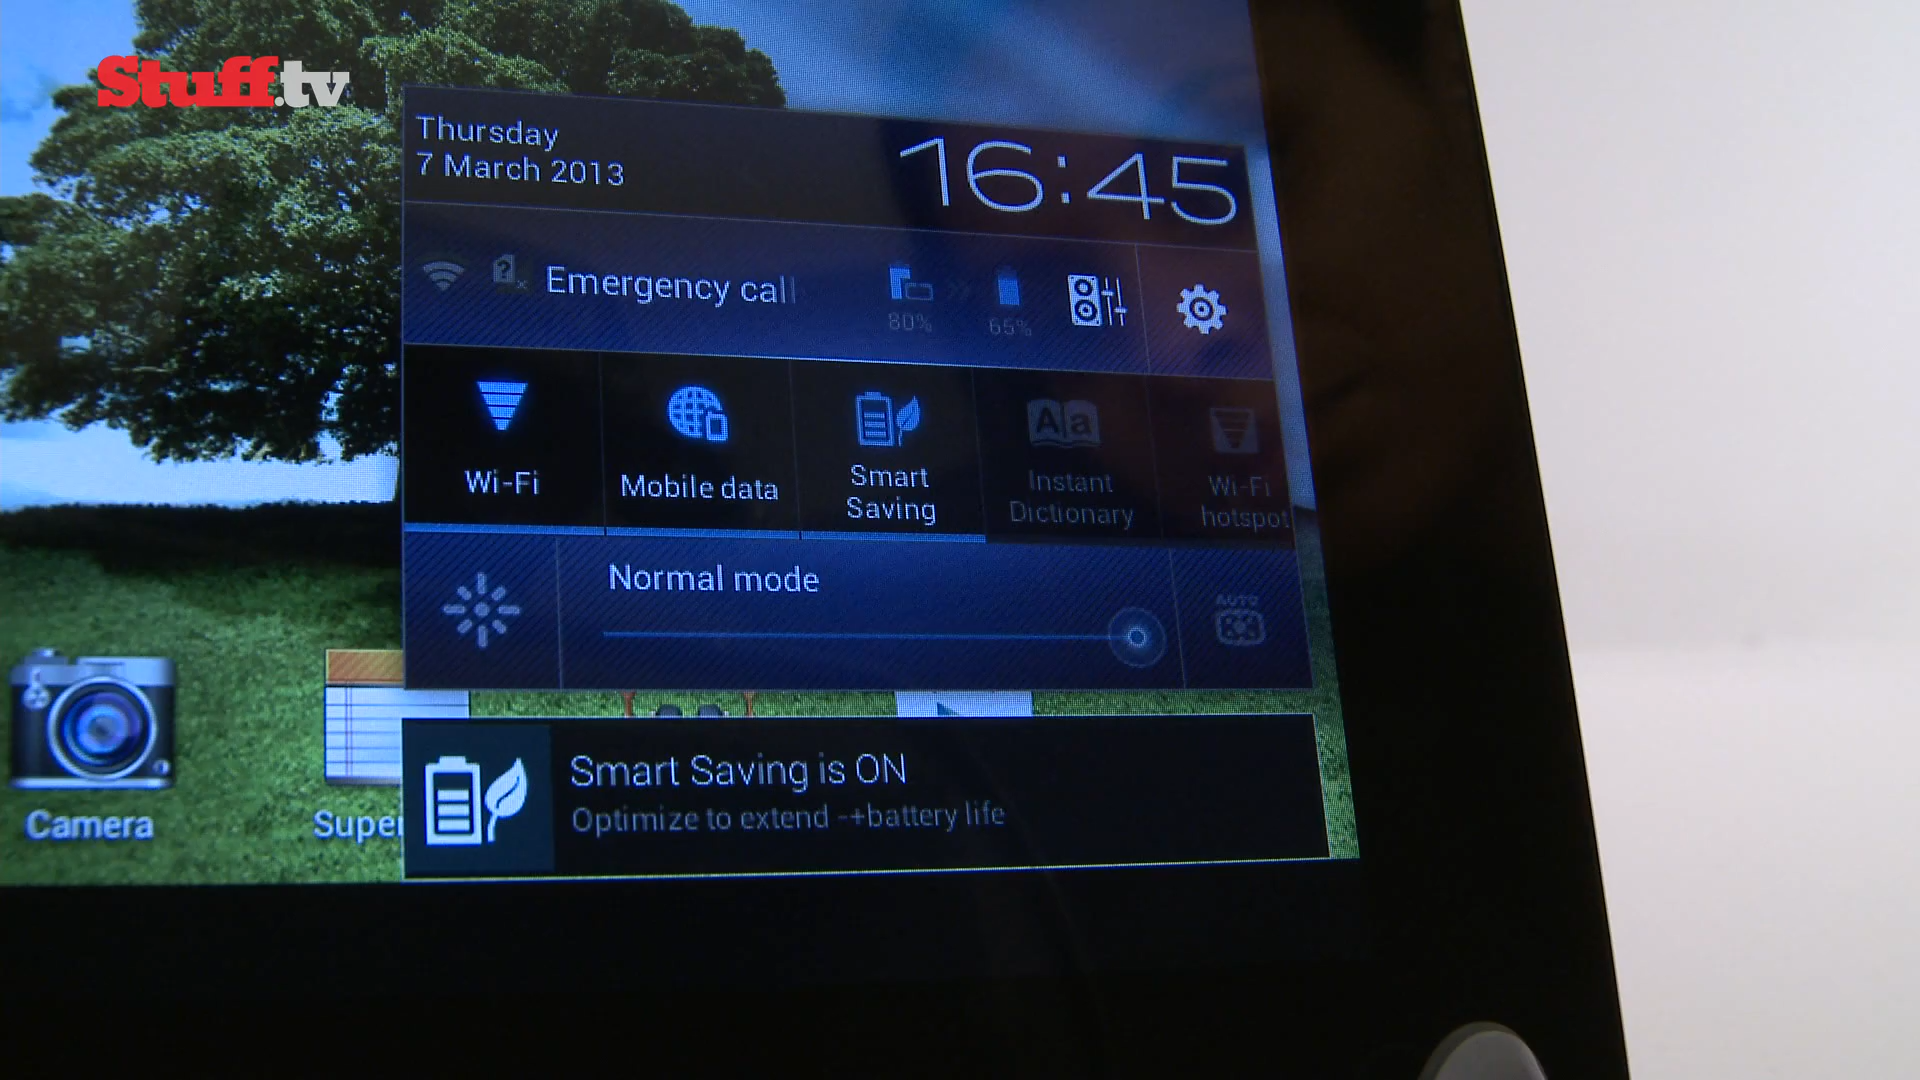 Stuff.tv
Thursday
7 March 2013
16:45
Emergency call
80%
65%
Wi-Fi
Mobile data
Smart
Saving
Aa
Instant
Dictionary
Wi-Fi
hotspot
Normal mode
AUTO
Camera
Super
Smart Saving is ON
Optimize to extend -+battery life